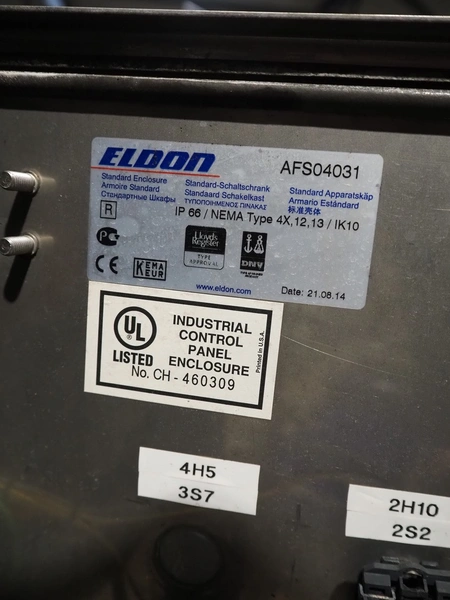 ELDON
AFS04031
Standard Enclosure
Armoire Standard
Стандартные Шкафы
Standard-Schaltschrank
Standaard Schakelkast
ΤΥΠΟΠΟΙΗΜΕΝΟΣ ΠΙΝΑΚΑΣ
Standard Apparatskåp
Armario Estándard
标准壳体
R
IP 66 / NEMA Type 4X,12,13 / IK10
Lloyd's
Register
TYPE
APPROVAL
DNV
CE
KEMA
EUR
www.eldon.com
Date: 21.08.14
UL
LISTED
INDUSTRIAL
CONTROL
PANEL
ENCLOSURE
No. CH - 460309
Printed in U.S.A.
4H5
3S7
2H10
2S2